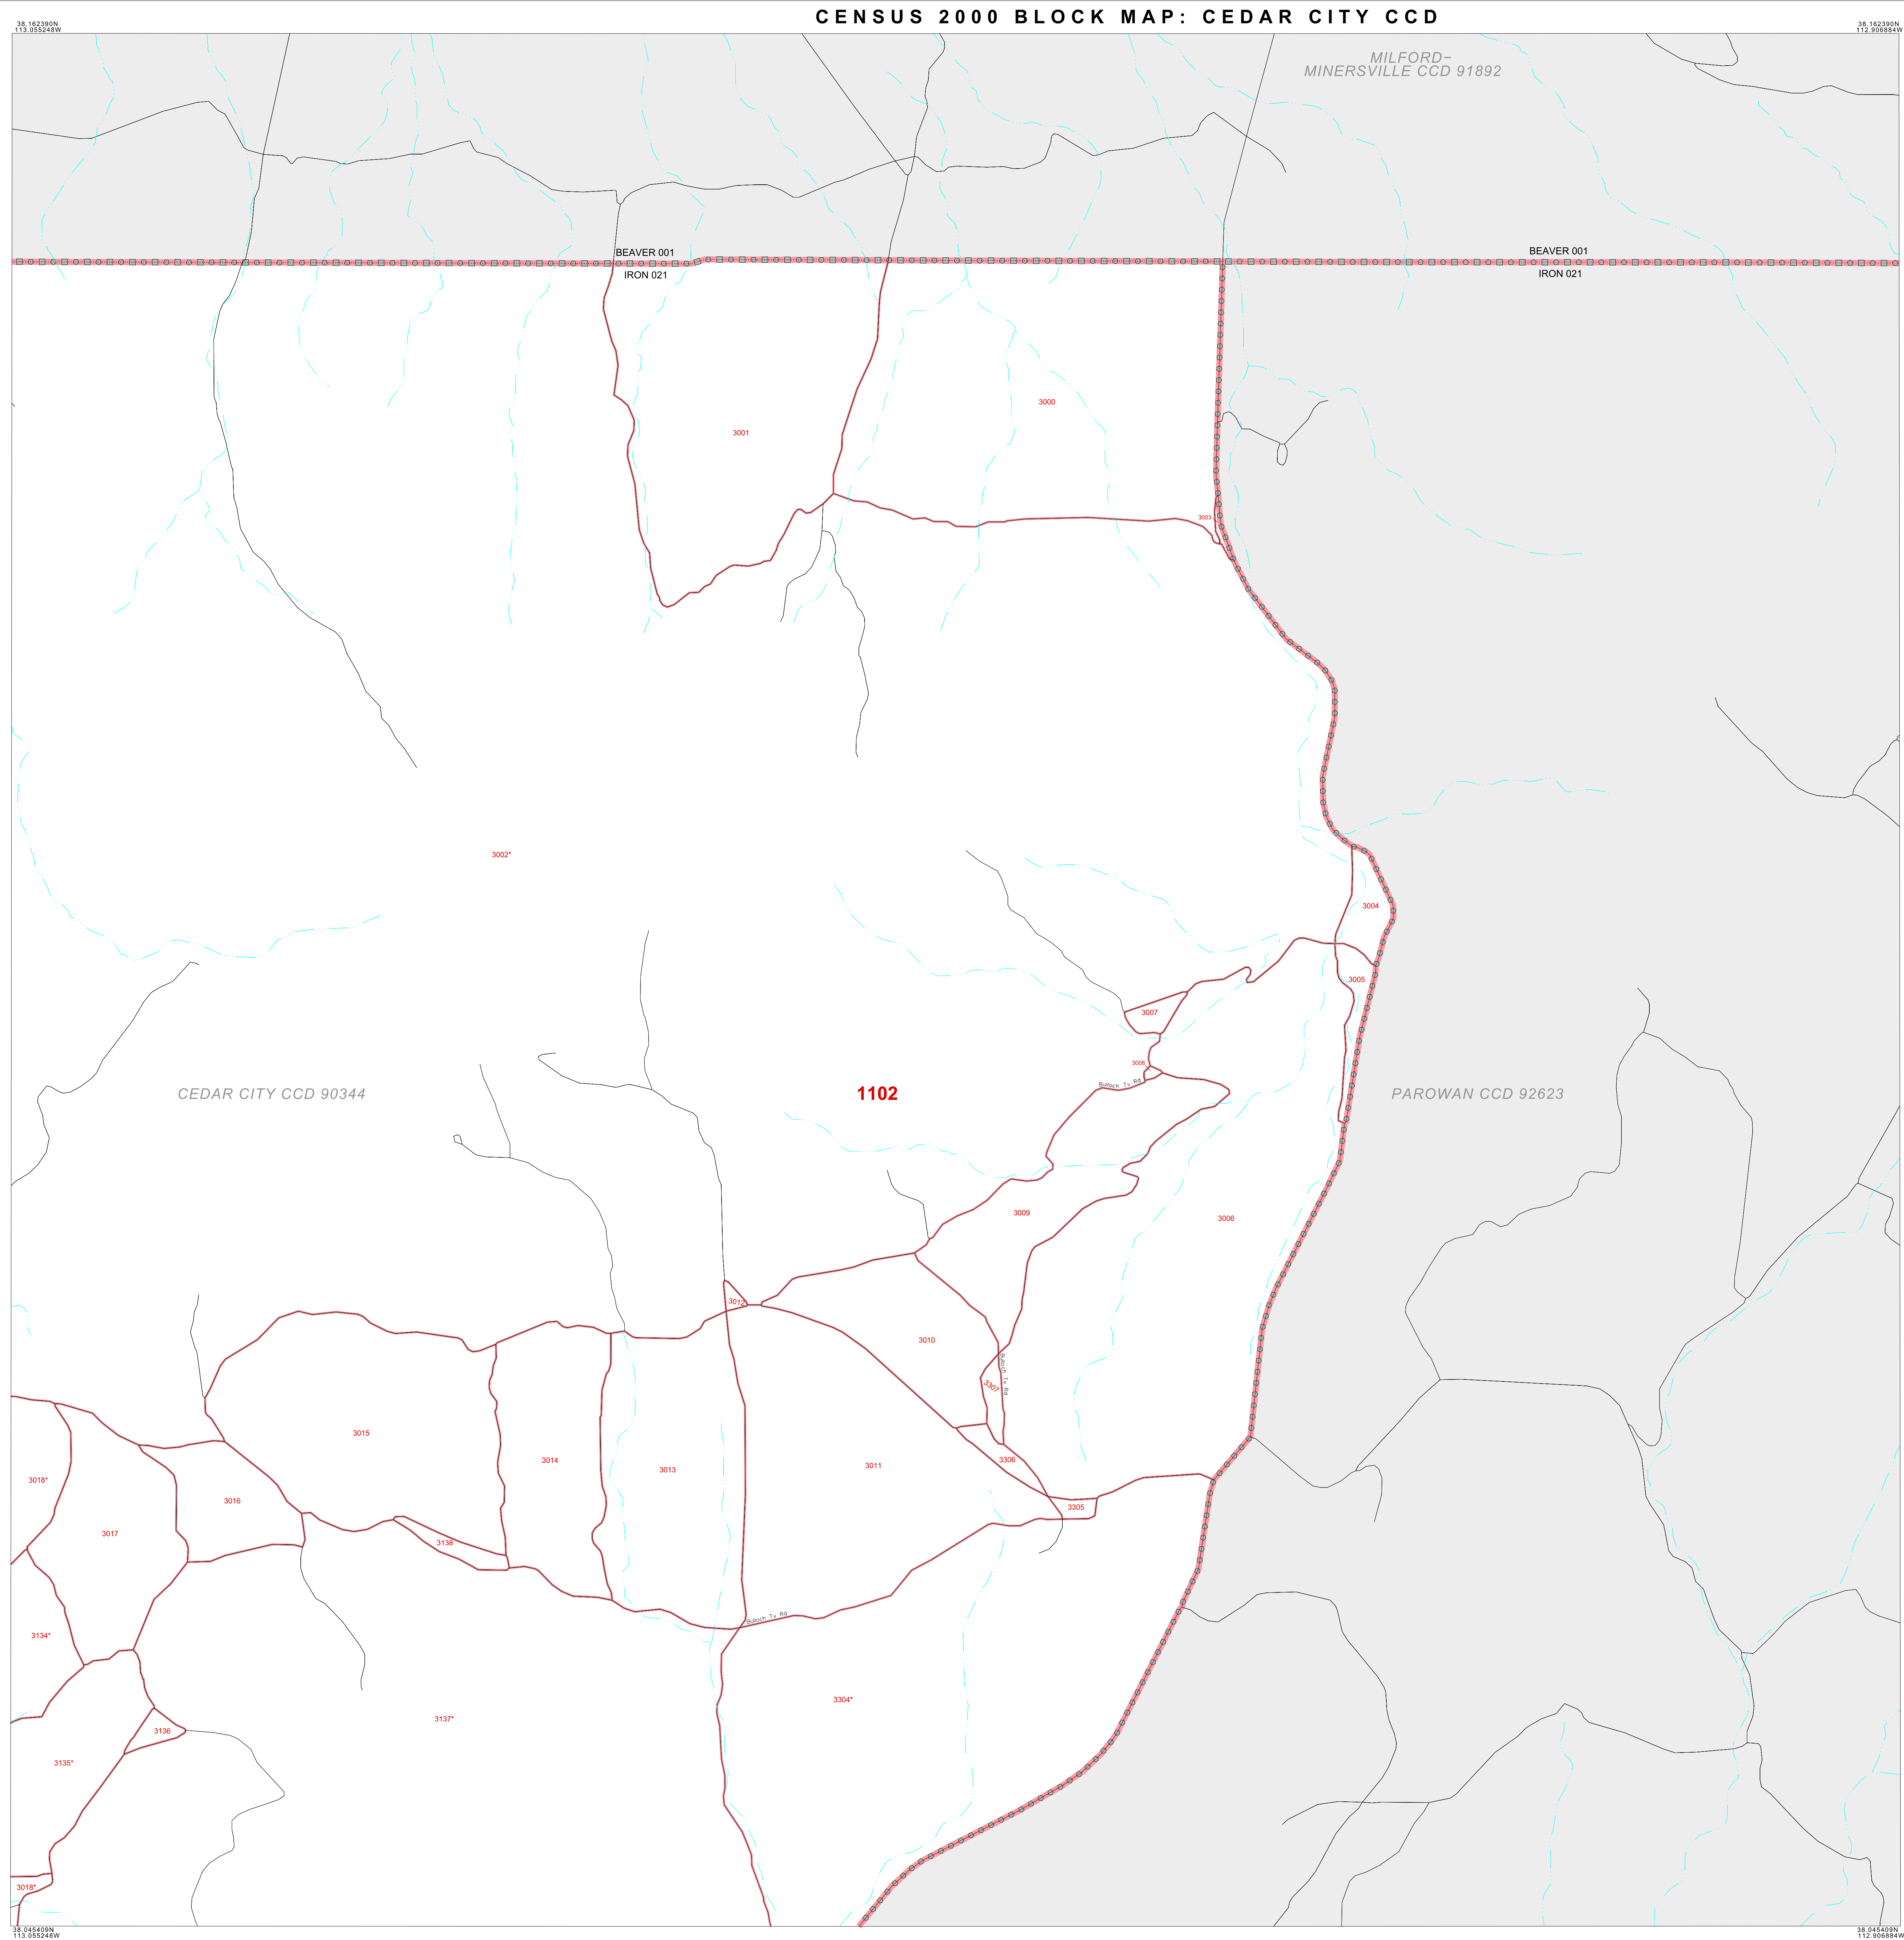 CENSUS 2000 BLOCK MAP: CEDAR CITY CCD
38.162390N
113.055248W
38.162390N
112.906884W
MILFORD-
MINERSVILLE CCD 91892
BEAVER 001
IRON 021
BEAVER 001
IRON 021
3000
3001
3003
3002*
3004
3005
3007
3008
Bulloch Tv Rd
CEDAR CITY CCD 90344
1102
PAROWAN CCD 92623
3009
3006
3012
3010
Bulloch Tv Rd
3307
3015
3014
3013
3011
3306
3018*
3016
3017
3305
3138
Bulloch Tv Rd
3134*
3304*
3137*
3136
3135*
3018*
38.045409N
113.055248W
38.045409N
112.906884W